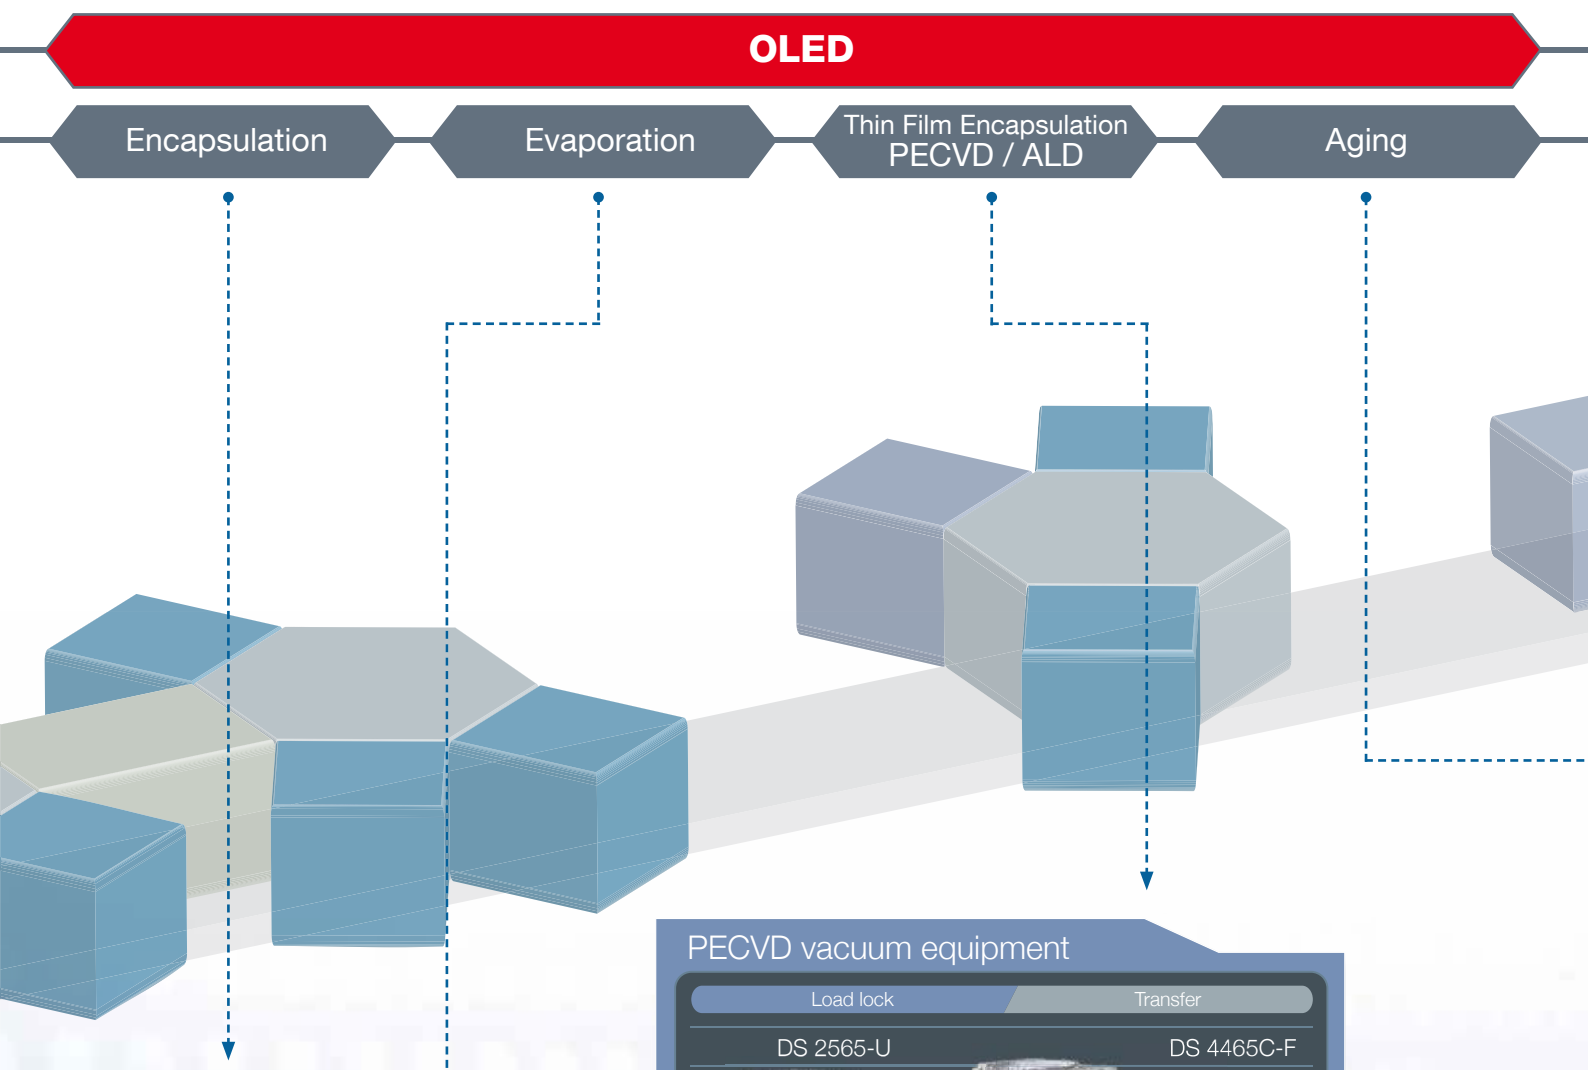 OLED
Encapsulation
Evaporation
Thin Film Encapsulation
PECVD / ALD
Aging
PECVD vacuum equipment
Load lock
Transfer
DS 2565-U
DS 4465C-F